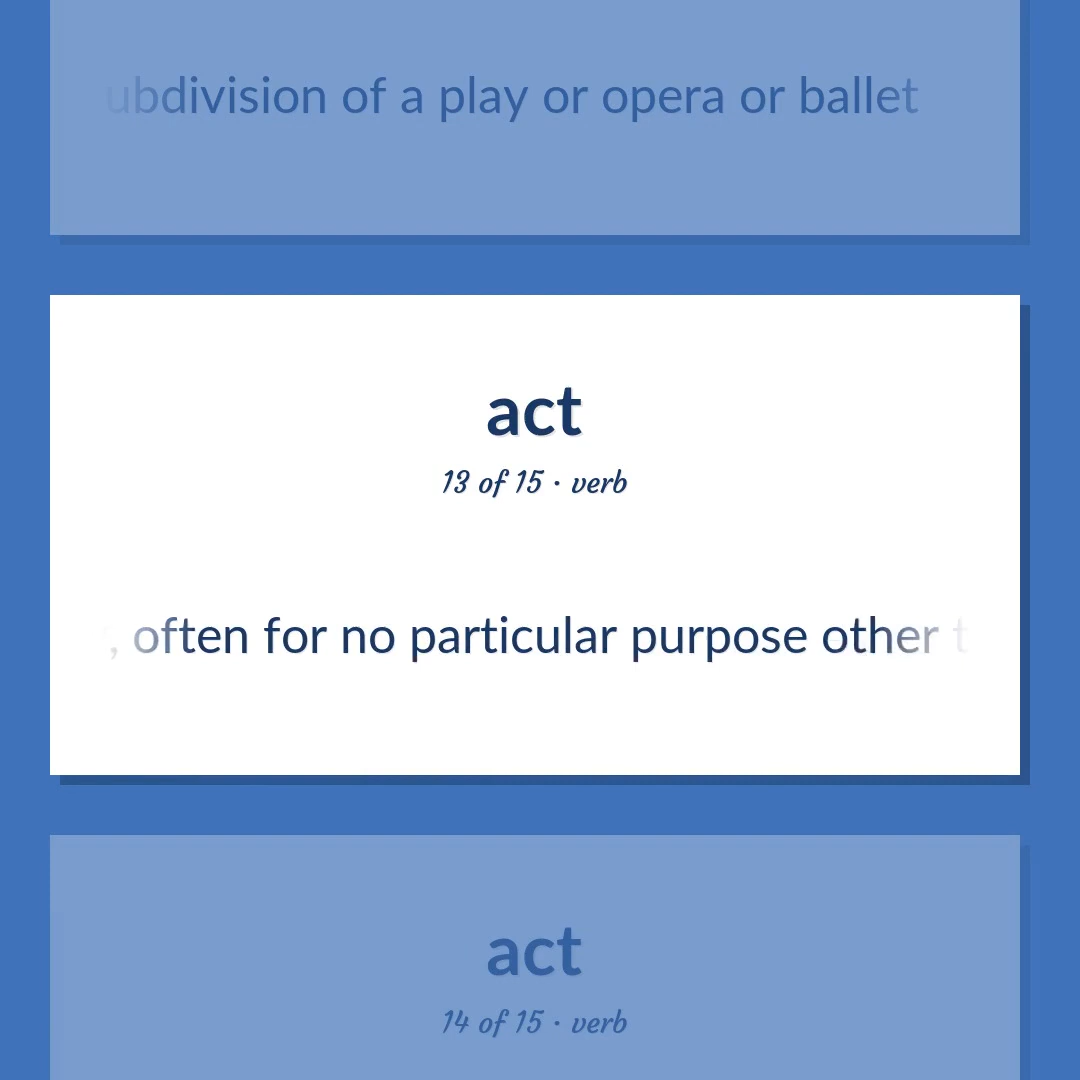 ubdivision of a play or opera or ballet
act
13 of 15 · verb
, often for no particular purpose other t
act
14 of 15 · verb